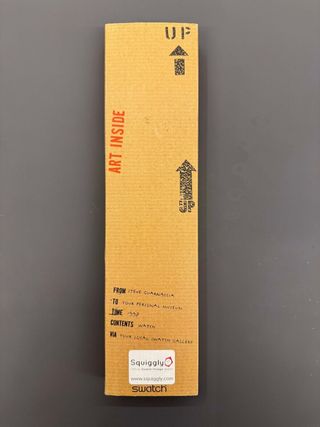 UP
ART INSIDE
FROM STEVE GUARNACCIA
TO YOUR PERSONAL MUSEUM
TIME 1993
CONTENTS WATCH
VIA YOUR LOCAL SWATCH GALLERY
Squiggly
www.squiggly.com
swatch